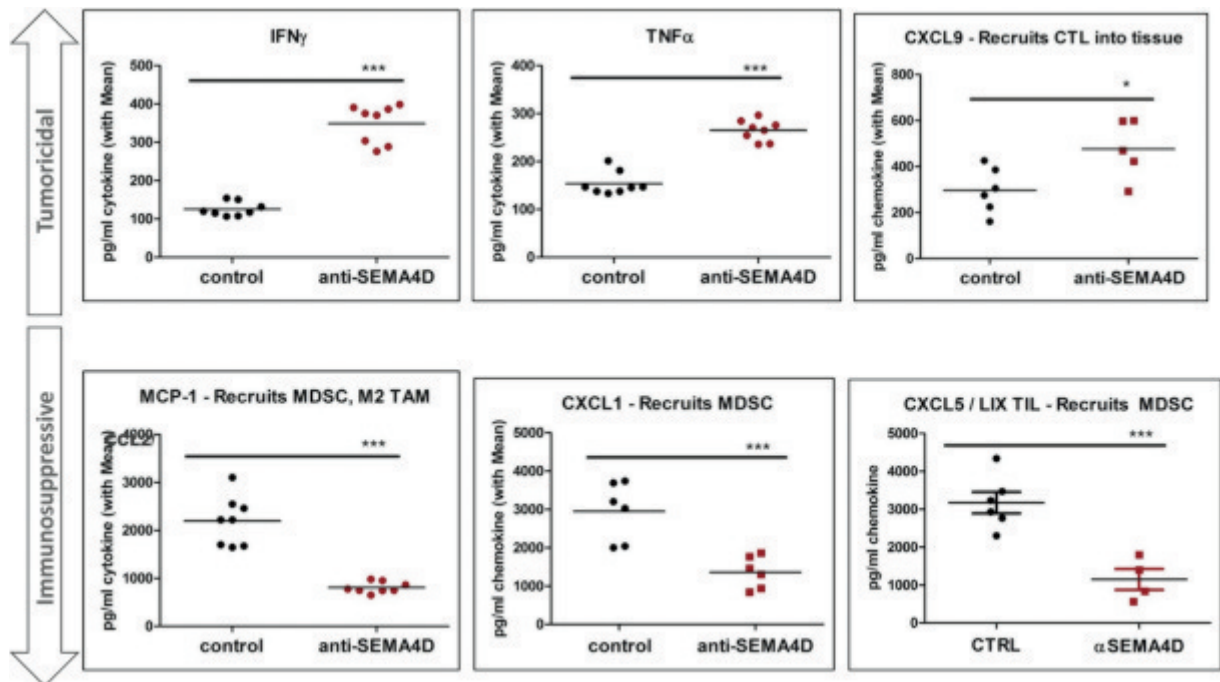 Tumoricidal
IFNγ
***
pg/ml cytokine (with Mean)
500
400
300
200
100
0
control
anti-SEMA4D
TNFα
***
pg/ml cytokine (with Mean)
400
300
200
100
0
control
anti-SEMA4D
CXCL9 - Recruits CTL into tissue
*
pg/ml chemokine (with Mean)
800
600
400
200
0
control
anti-SEMA4D
Immunosuppressive
MCP-1 - Recruits MDSC, M2 TAM
CCL2
***
pg/ml cytokine (with Mean)
4000
3000
2000
1000
0
control
anti-SEMA4D
CXCL1 - Recruits MDSC
***
pg/ml chemokine (with Mean)
5000
4000
3000
2000
1000
0
control
anti-SEMA4D
CXCL5 / LIX TIL - Recruits MDSC
***
pg/ml chemokine
5000
4000
3000
2000
1000
0
CTRL
αSEMA4D